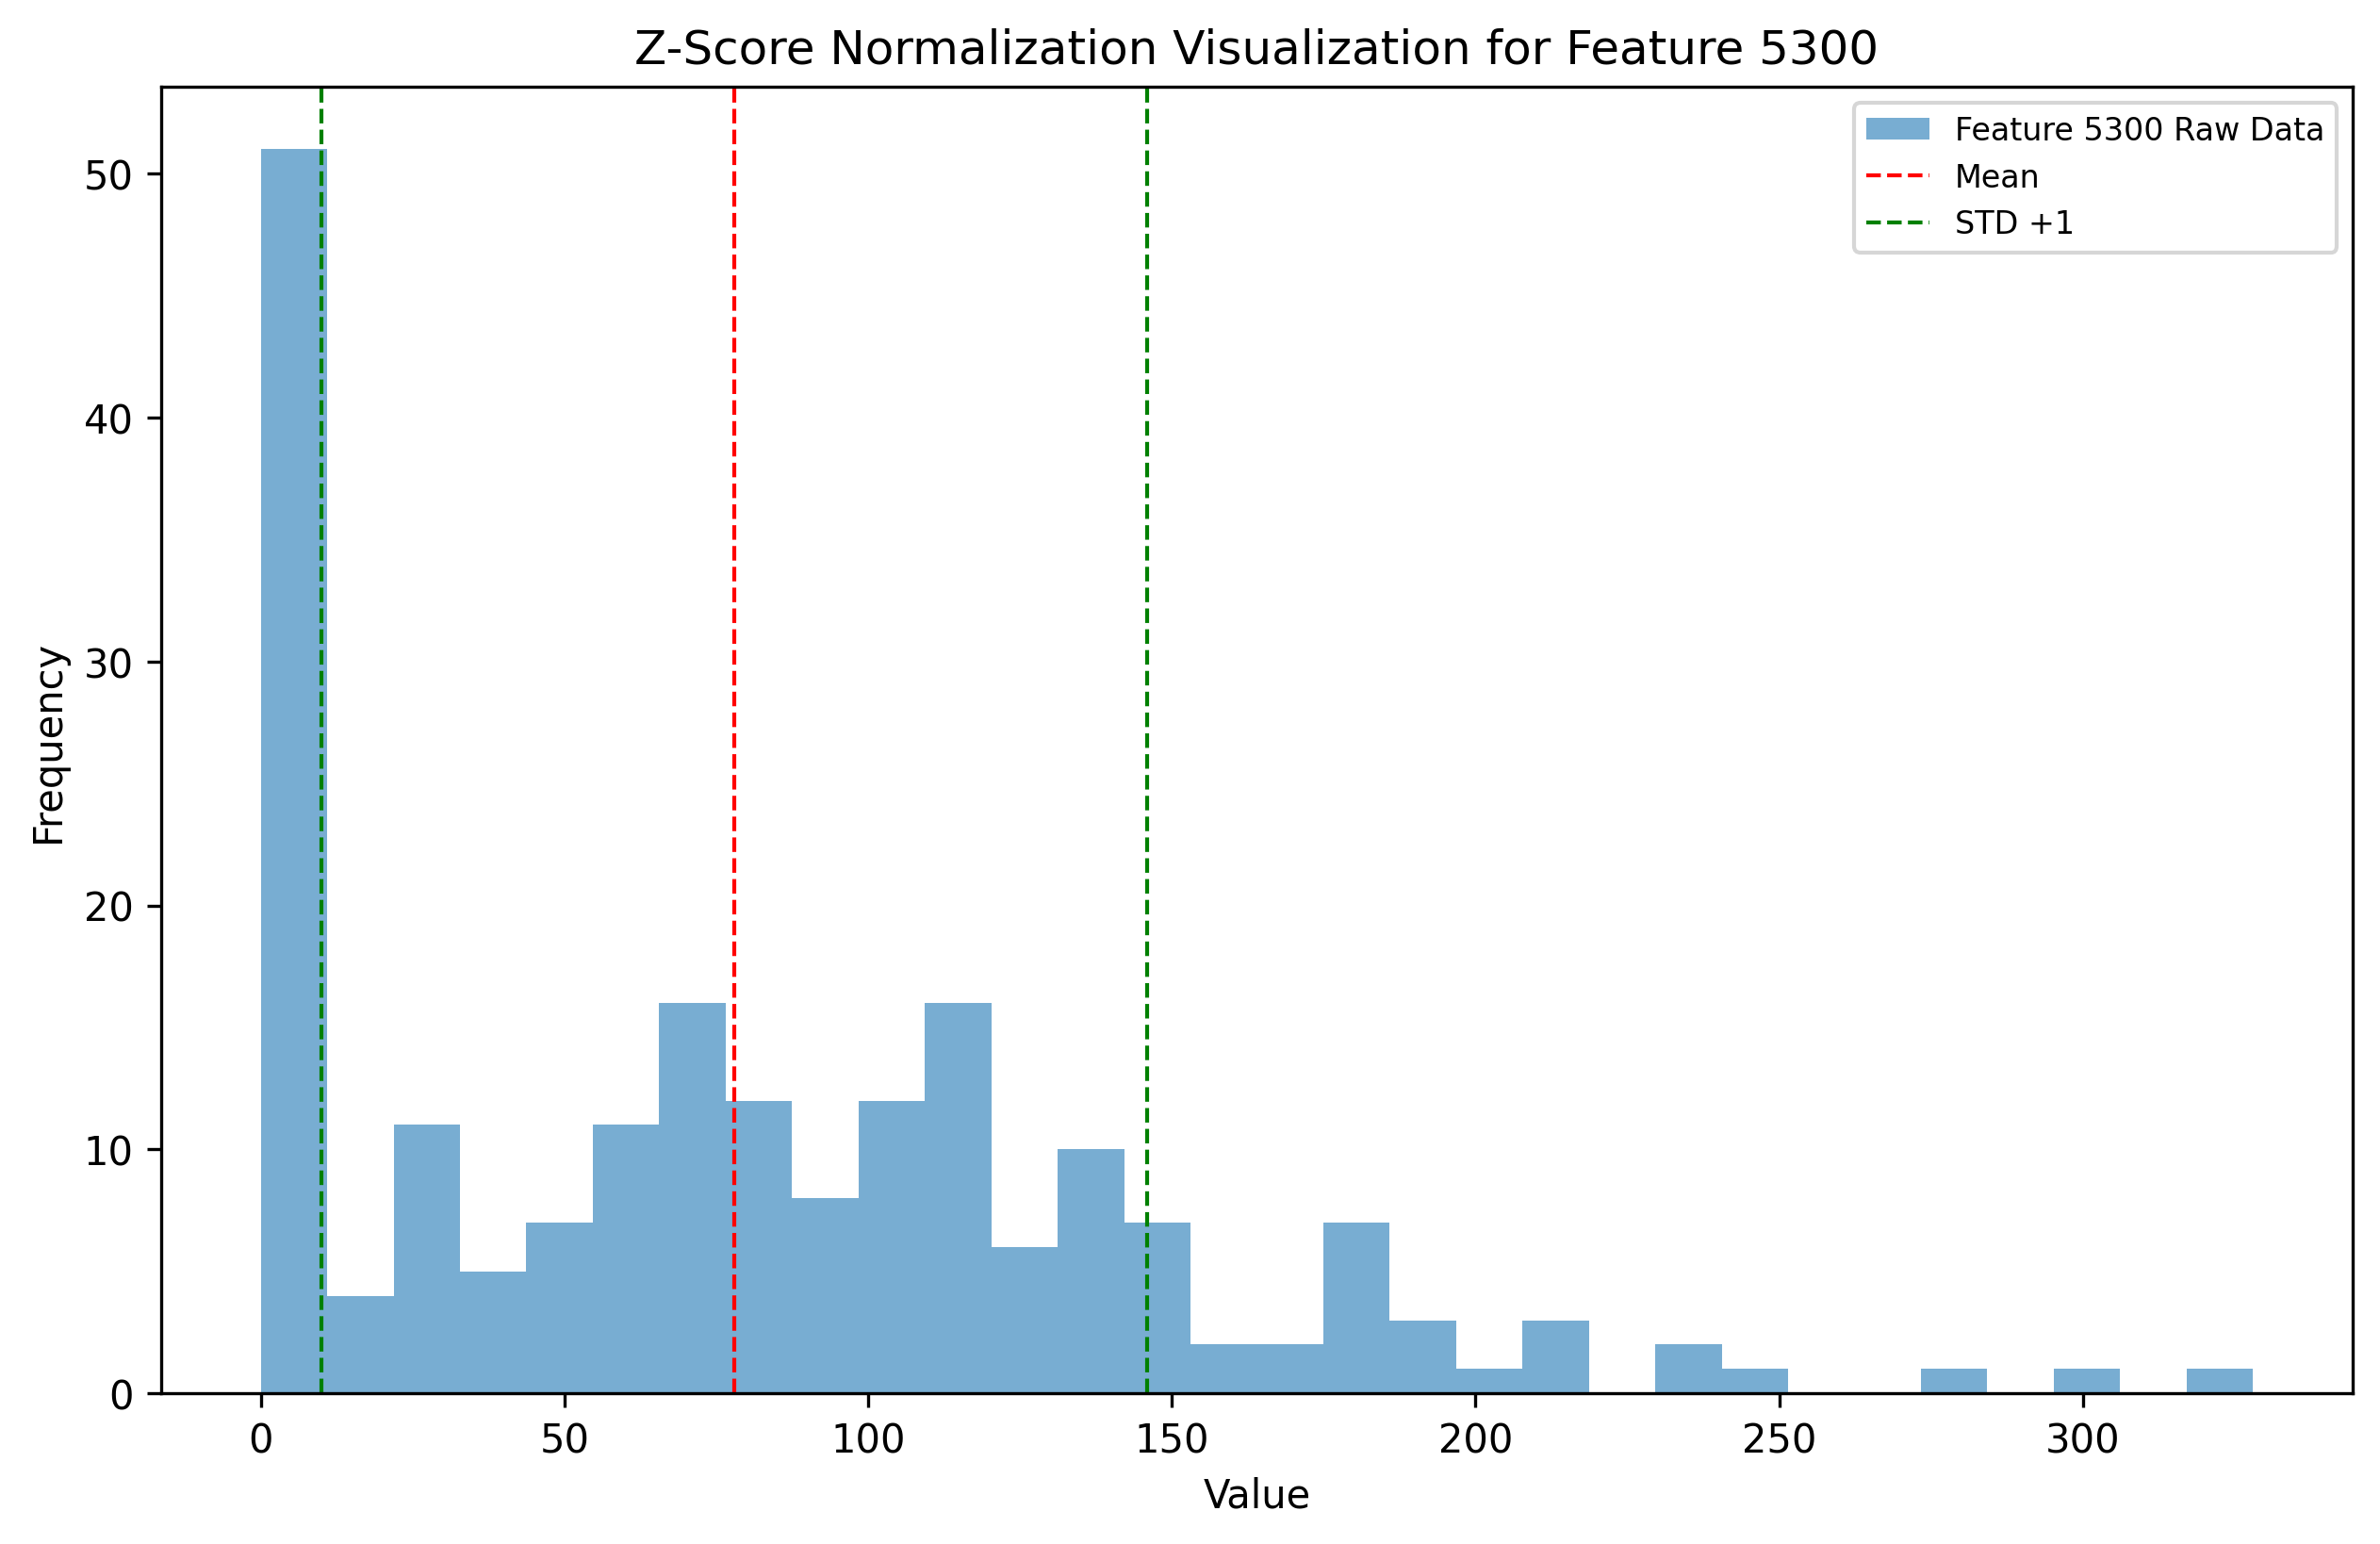 Z-Score Normalization Visualization for Feature 5300
Feature 5300 Raw Data
Mean
STD +1
50
40
30
20
10
0
Frequency
0 50 100 150 200 250 300
Value